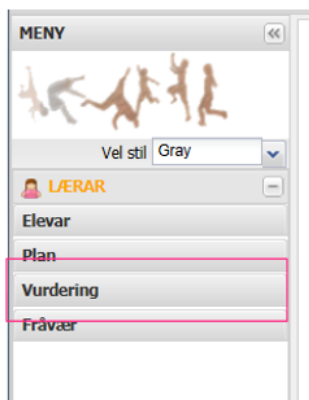 MENY
Vel stil Gray
LÆRAR
Elevar
Plan
Vurdering
Fråvær